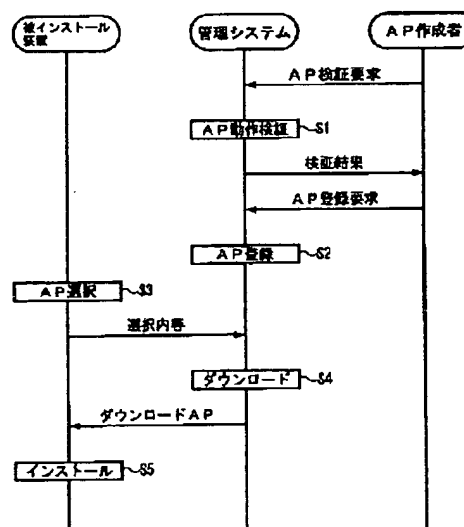 被インストール
装置
管理システム
AP作成者
AP検証要求
AP動作検証
S1
検証結果
AP登録要求
AP登録
S2
AP選択
S3
選択内容
ダウンロード
S4
ダウンロードAP
インストール
S5